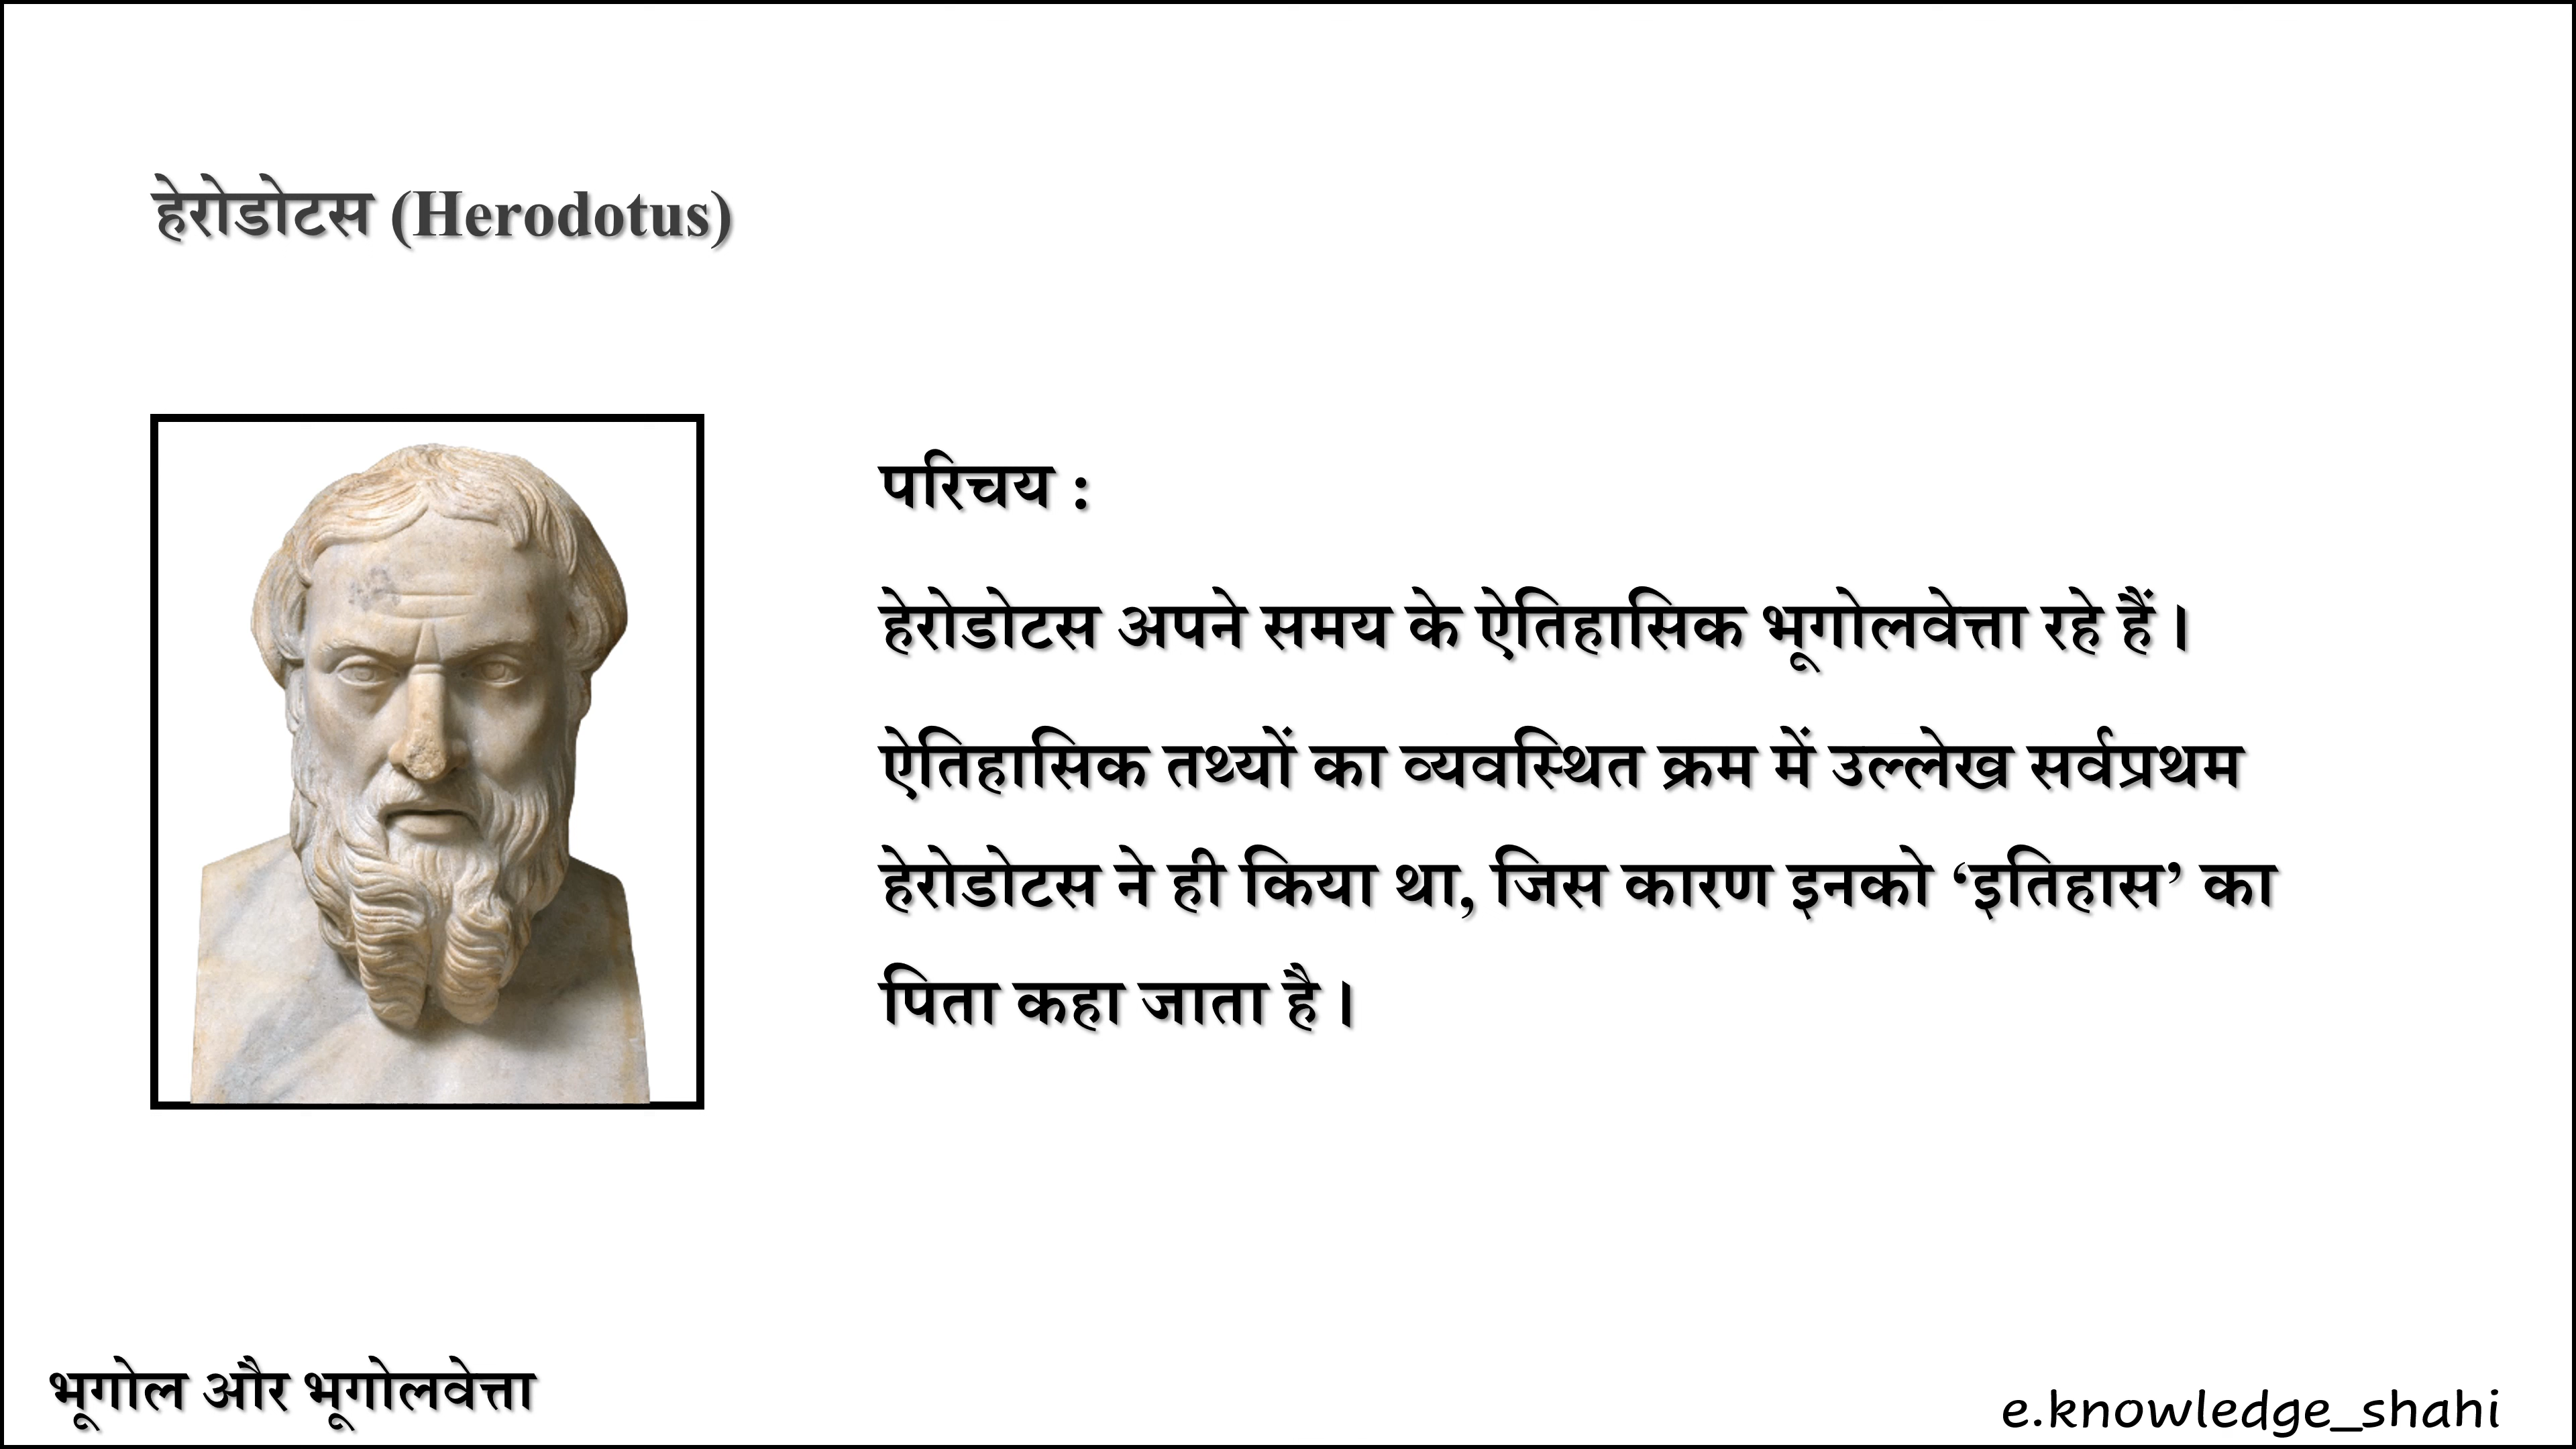 हेरोडोटस (Herodotus)
परिचय :
हेरोडोटस अपने समय के ऐतिहासिक भूगोलवेत्ता रहे हैं।
ऐतिहासिक तथ्यों का व्यवस्थित क्रम में उल्लेख सर्वप्रथम
हेरोडोटस ने ही किया था, जिस कारण इनको ‘इतिहास’ का
पिता कहा जाता है।
भूगोल और भूगोलवेत्ता
e.knowledge_shahi